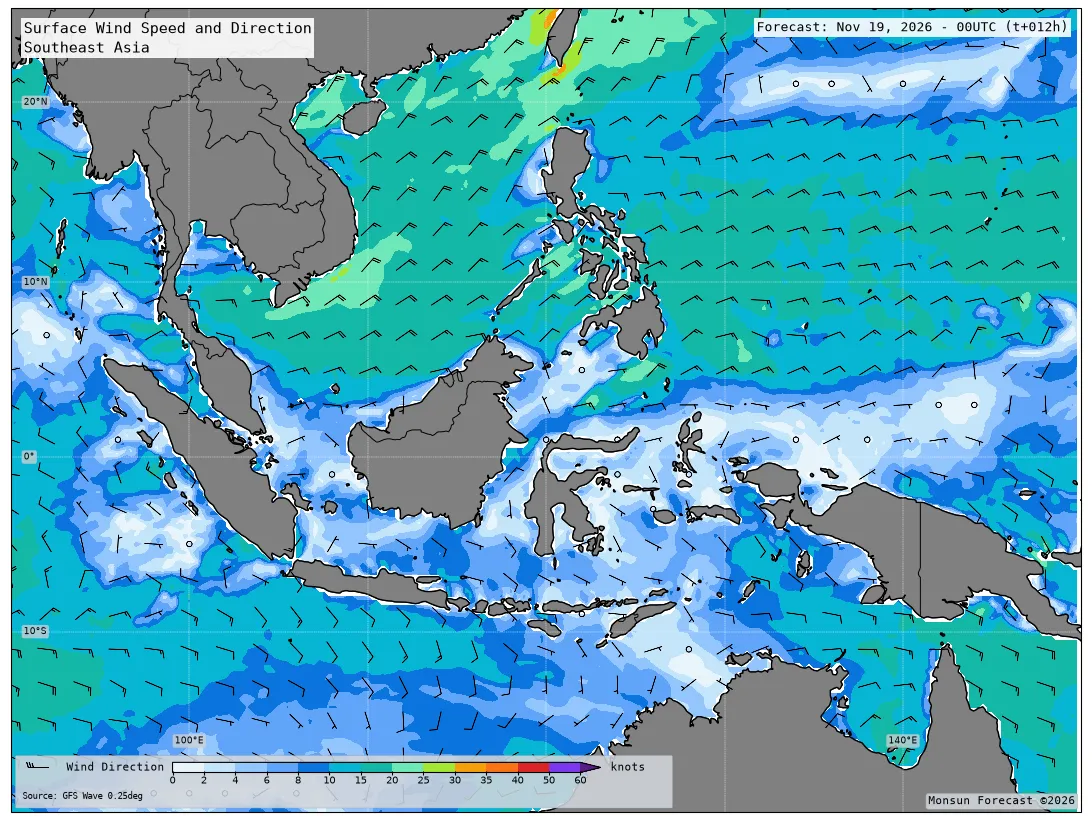 Surface Wind Speed and Direction
Southeast Asia
Forecast: Nov 19, 2026 - 00UTC (t+012h)
20°N
10°N
0°
10°S
100°E
140°E
Wind Direction
knots
0 2 4 6 8 10 15 20 25 30 35 40 50 60
Source: GFS Wave 0.25deg
Monsun Forecast ©2026